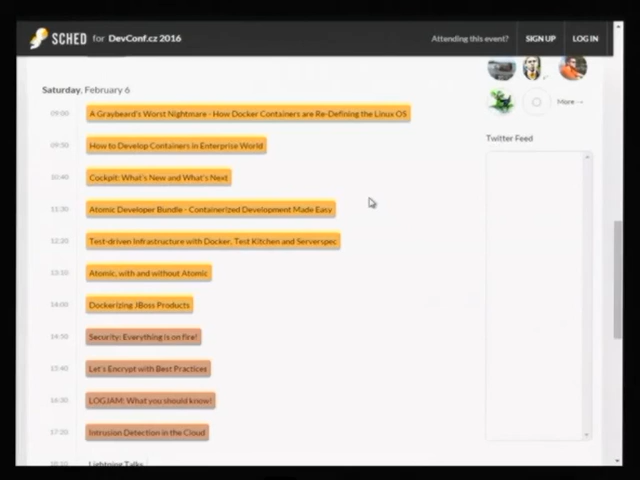 SCHED for DevConf.cz 2016
Attending this event?
SIGN UP
LOG IN
Saturday, February 6
09:00 A Graybeard's Worst Nightmare - How Docker Containers are Re-Defining the Linux OS
More
Twitter Feed
09:50 How to Develop Containers in Enterprise World
10:40 Cockpit: What's New and What's Next
11:30 Atomic Developer Bundle - Containerized Development Made Easy
12:20 Test-driven Infrastructure with Docker, Test Kitchen and Serverspec
13:10 Atomic, with and without Atomic
14:00 Dockerizing JBoss Products
14:50 Security: Everything is on fire!
15:40 Let's Encrypt with Best Practices
16:30 LOGJAM: What you should know!
17:20 Intrusion Detection in the Cloud
18:10 Lightning Talks